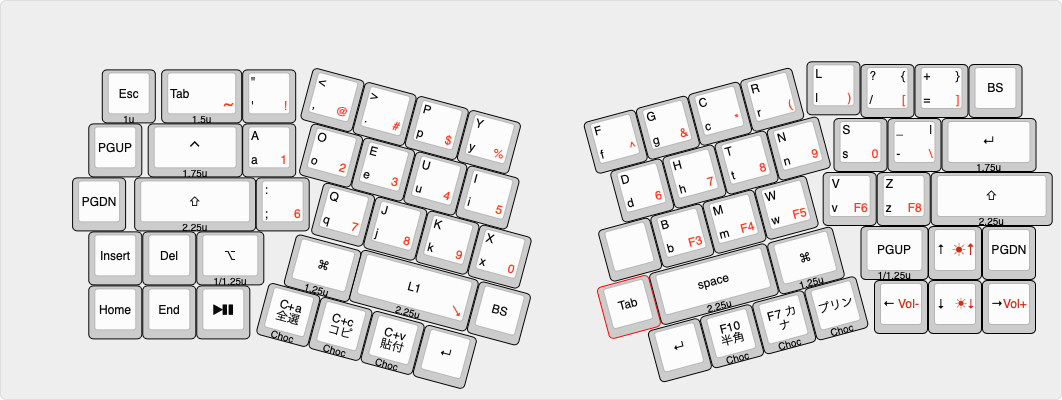 Esc
1u
Tab
~
1.5u
"
' !
<
, @
>
. #
P
p $
Y
y %
F
f ^
G
g &
C
c *
R
r (
L
l )
? {
/ [
+ }
= ]
BS
PGUP
^
1.75u
A
a 1
O
o 2
E
e 3
U
u 4
I
i 5
D
d 6
H
h 7
T
t 8
N
n 9
S
s 0
_ |
- \
↵
1.75u
PGDN
⇧
2.25u
:
; 6
Q
q 7
J
j 8
K
k 9
X
x 0
B
b F3
M
m F4
W
w F5
V
v F6
Z
z F8
⇧
2.25u
Insert
Del
⌥
1/1.25u
⌘
1.25u
L1
↘
2.25u
BS
Tab
space
2.25u
⌘
1.25u
PGUP
1/1.25u
↑ ☀↑
PGDN
Home
End
⏯
C+a
全選
Choc
C+c
コピ
Choc
C+v
貼付
Choc
↵
↵
F10
半角
Choc
F7 カ
ナ
Choc
プリン
Choc
← Vol-
↓ ☀↓
→Vol+